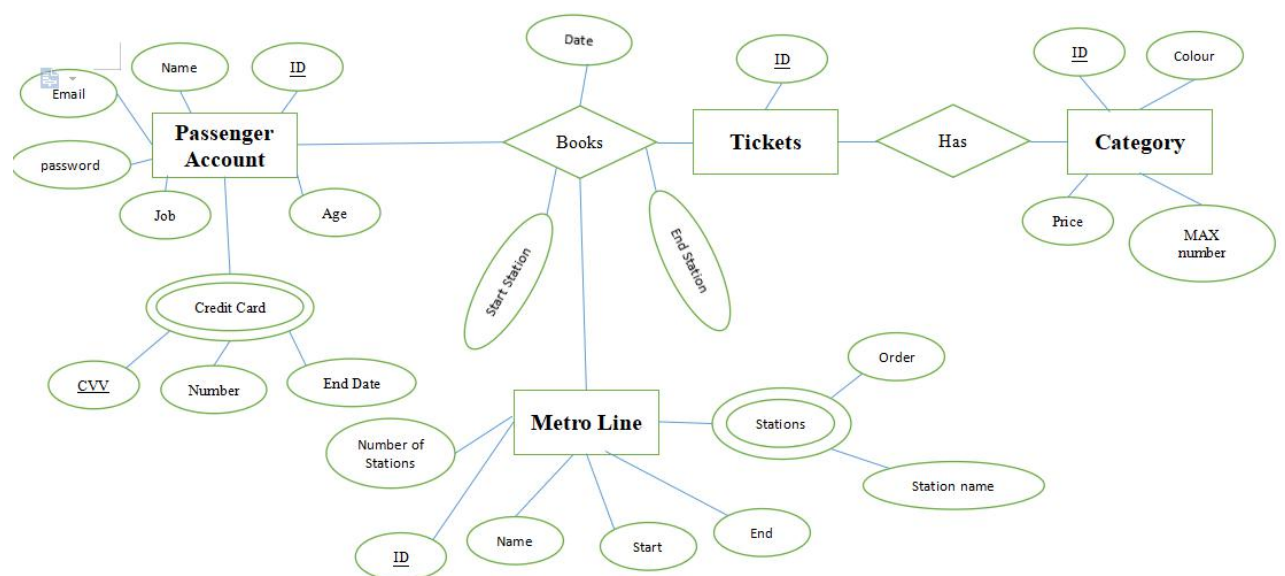 Date
Name
ID
Email
ID
ID
Colour
Passenger
Account
Books
Tickets
Has
Category
password
Job
Age
Start Station
End Station
Price
MAX
number
Credit Card
CVV
Number
End Date
Order
Metro Line
Stations
Number of
Stations
Station name
ID
Name
Start
End